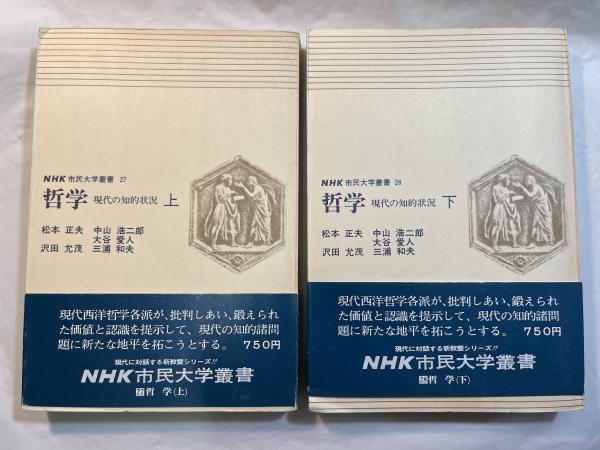 NHK 市民大学叢書 27
哲学 現代の知的状況 上
松本 正夫 中山 浩二郎
大谷 愛人
沢田 允茂 三浦 和夫
現代西洋哲学各派が、批判しあい、鍛えられ
た価値と認識を提示して、現代の知的諸問
題に新たな地平を拓こうとする。 750円
現代に対話する新教養シリーズ!!
NHK市民大学叢書
27 哲 学(上)
NHK 市民大学叢書 28
哲学 現代の知的状況 下
松本 正夫 中山 浩二郎
大谷 愛人
沢田 允茂 三浦 和夫
現代西洋哲学各派が、批判しあい、鍛えられ
た価値と認識を提示して、現代の知的諸問
題に新たな地平を拓こうとする。 750円
現代に対話する新教養シリーズ!!
NHK市民大学叢書
28 哲 学(下)